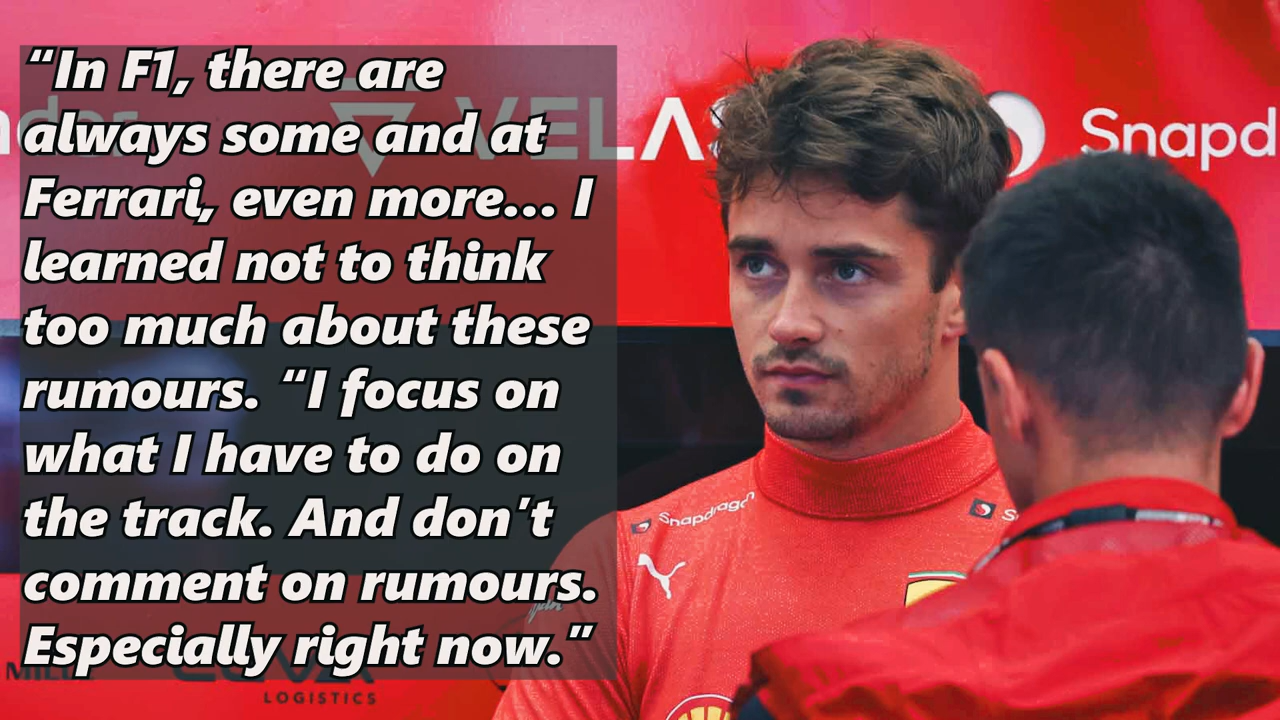 “In F1, there are
always some and at
Ferrari, even more... I
learned not to think
too much about these
rumours. “I focus on
what I have to do on
the track. And don’t
comment on rumours.
Especially right now.”
VELAS
Snapd
Snapdragon
S
LOGISTICS